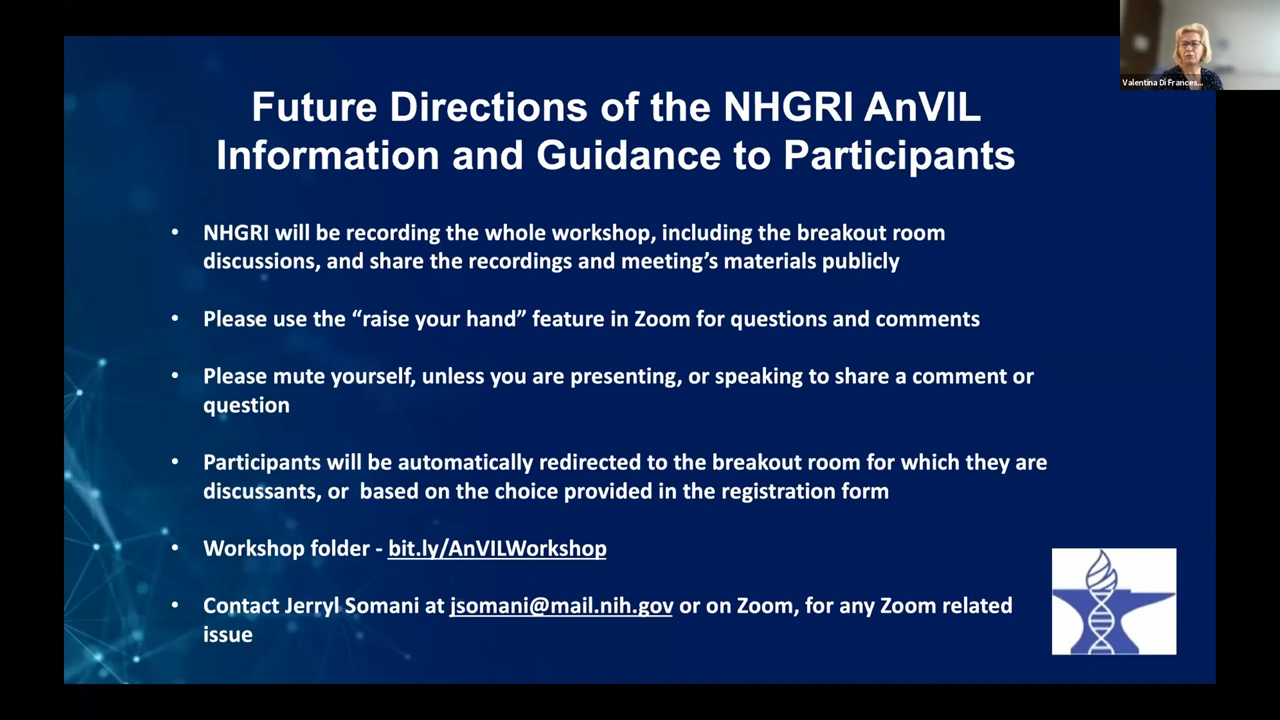 Future Directions of the NHGRI AnVIL
Information and Guidance to Participants
• NHGRI will be recording the whole workshop, including the breakout room
discussions, and share the recordings and meeting’s materials publicly
• Please use the “raise your hand” feature in Zoom for questions and comments
• Please mute yourself, unless you are presenting, or speaking to share a comment or
question
• Participants will be automatically redirected to the breakout room for which they are
discussants, or  based on the choice provided in the registration form
• Workshop folder - bit.ly/AnVILWorkshop
• Contact Jerryl Somani at jsomani@mail.nih.gov or on Zoom, for any Zoom related
issue
Valentina Di Frances...